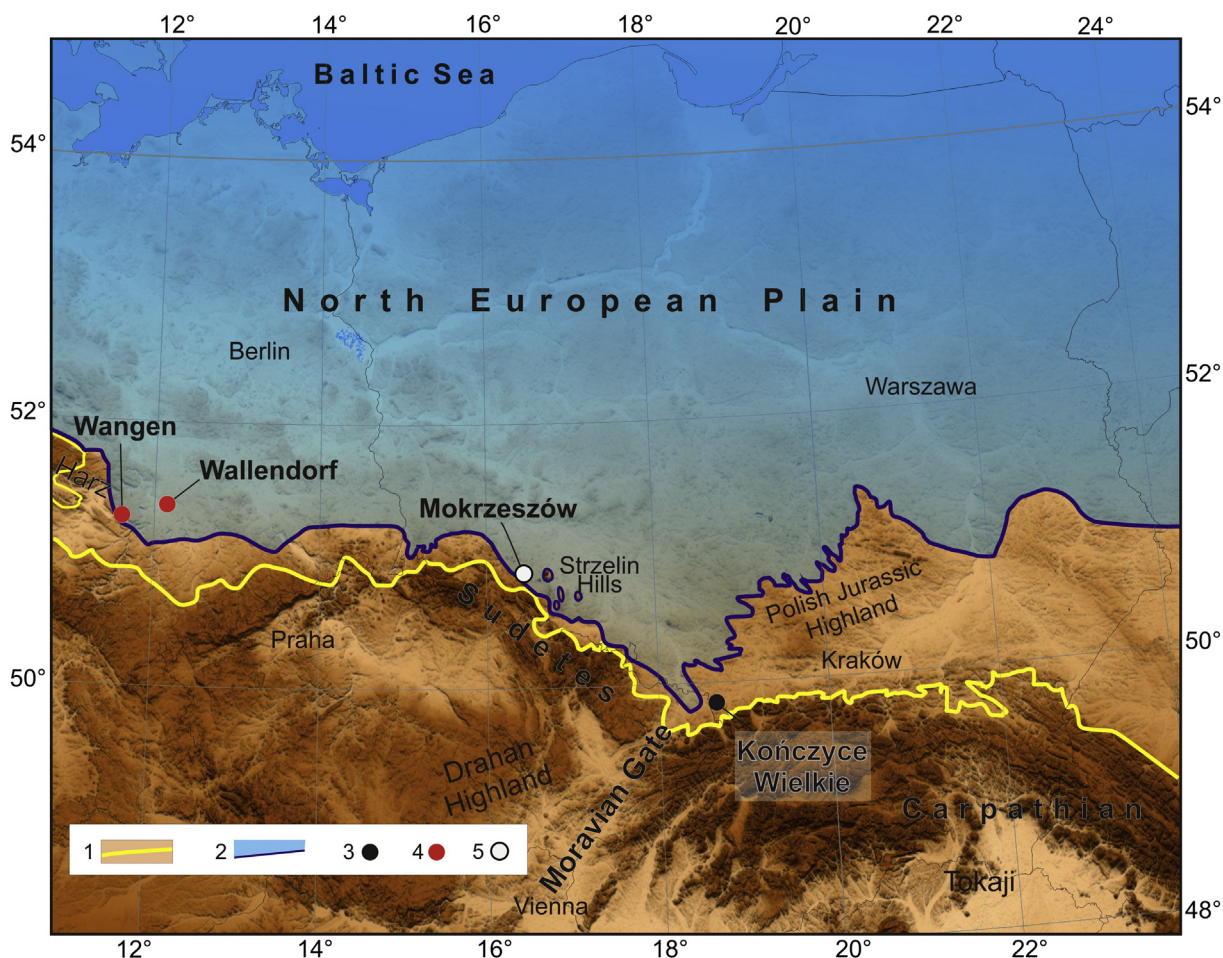 12° 14° 16° 18° 20° 22° 24°
Baltic Sea
54° 54°
North European Plain
Berlin
Warszawa
52° 52°
Wangen
Harz
Wallendorf
Mokrzeszów
Strzelin
Hills
Polish Jurassic
Highland
Sudetes
Praha
Kraków
50° 50°
Kończyce
Wielkie
Moravian Gate
Drahan
Highland
Carpathian
1 2 3 4 5
Tokaji
Vienna
48°
12° 14° 16° 18° 20° 22°